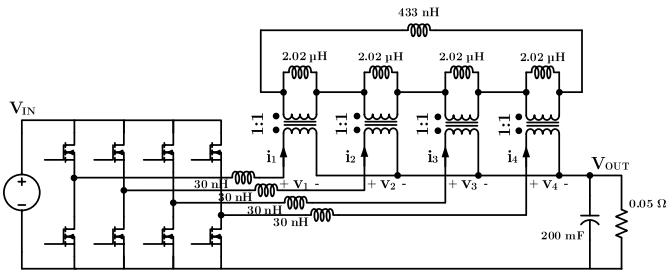 433 nH
2.02 µH
2.02 µH
2.02 µH
2.02 µH
1:1
1:1
1:1
1:1
VIN
i1
i2
i3
i4
VOUT
+ V1 -
+ V2 -
+ V3 -
+ V4 -
30 nH
30 nH
30 nH
30 nH
+
−
200 mF
0.05 Ω